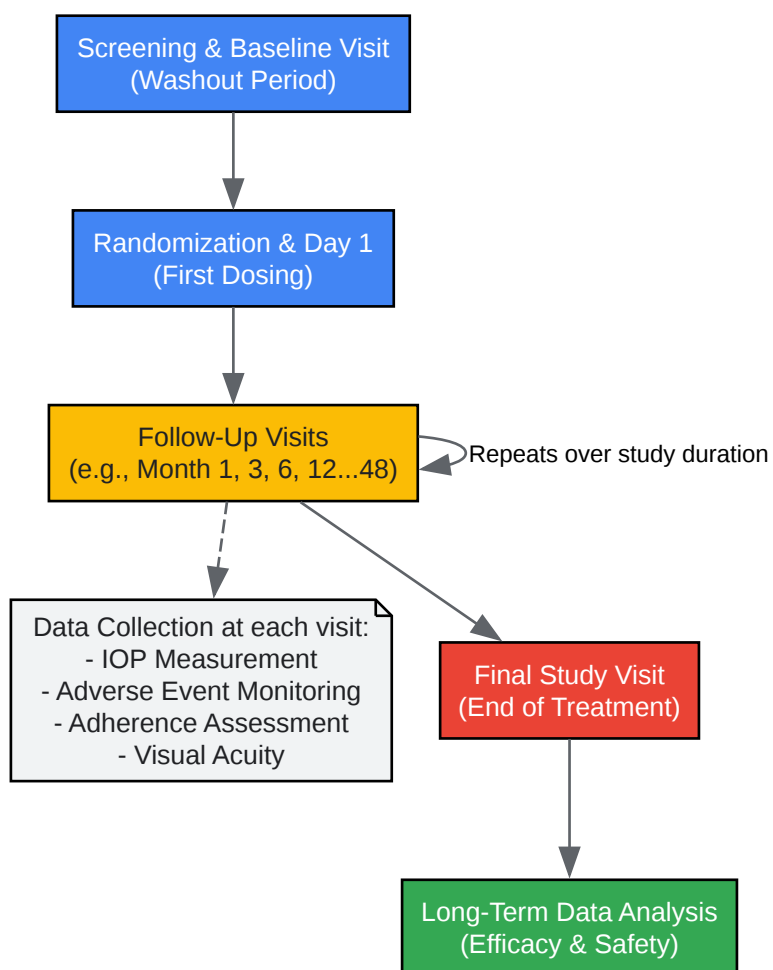 Screening & Baseline Visit
(Washout Period)
Randomization & Day 1
(First Dosing)
Follow-Up Visits
(e.g., Month 1, 3, 6, 12...48)
Repeats over study duration
Data Collection at each visit:
- IOP Measurement
- Adverse Event Monitoring
- Adherence Assessment
- Visual Acuity
Final Study Visit
(End of Treatment)
Long-Term Data Analysis
(Efficacy & Safety)